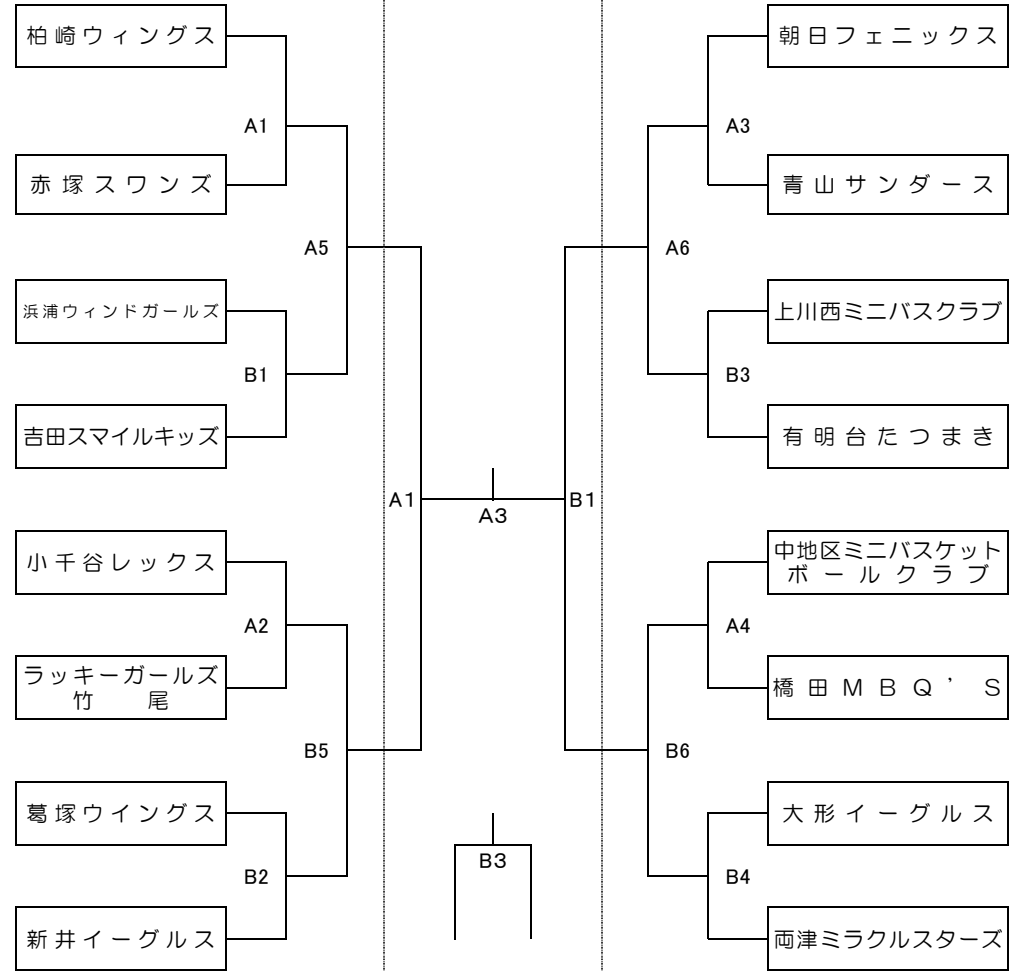 柏崎ウィングス
A1
赤塚スワンズ
A5
浜浦ウィンドガールズ
B1
吉田スマイルキッズ
A1
小千谷レックス
A2
ラッキーガールズ
竹尾
B5
葛塚ウイングス
B2
新井イーグルス
A3
B3
朝日フェニックス
A3
青山サンダース
A6
上川西ミニバスクラブ
B3
有明台たつまき
B1
中地区ミニバスケット
ボールクラブ
A4
橋田MBQ'S
B6
大形イーグルス
B4
両津ミラクルスターズ